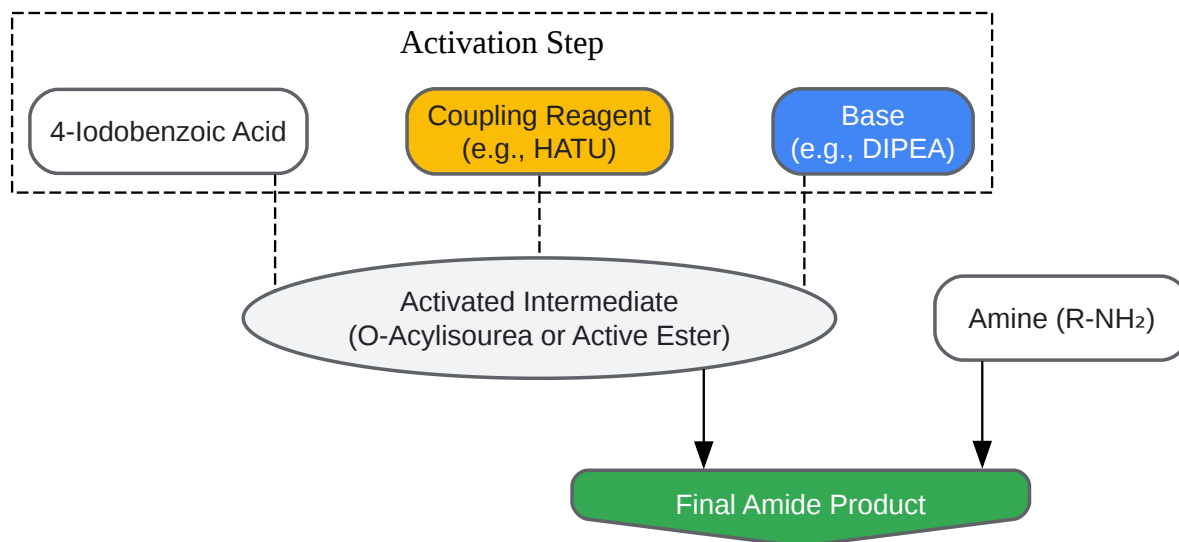 Activation Step
4-Iodobenzoic Acid
Coupling Reagent
(e.g., HATU)
Base
(e.g., DIPEA)
Activated Intermediate
(O-Acylisourea or Active Ester)
Amine (R-NH₂)
Final Amide Product